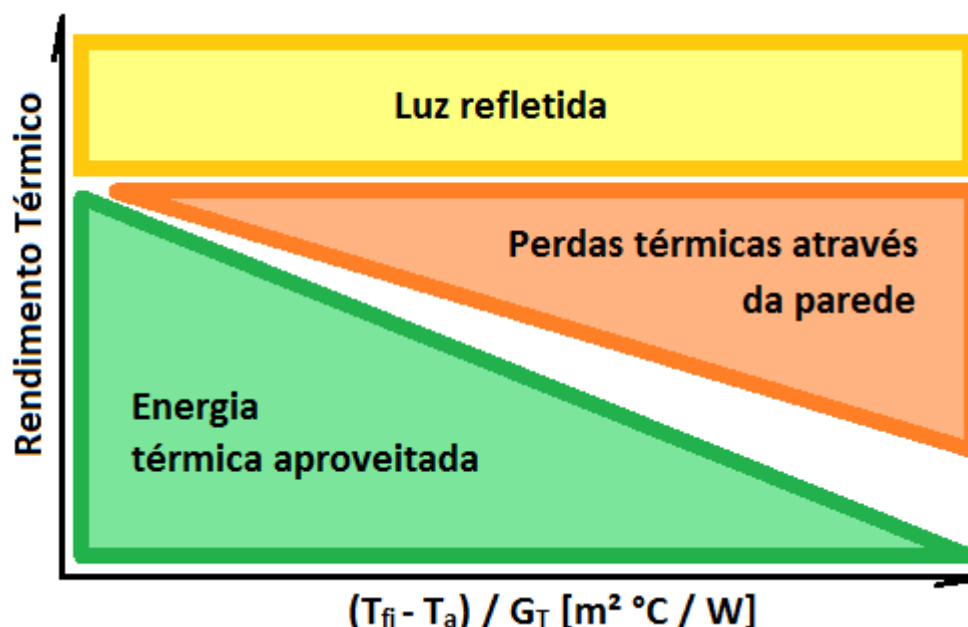 Rendimento Térmico
Luz refletida
Perdas térmicas através
da parede
Energia
térmica aproveitada
(Tfi - Ta) / GT [m² °C / W]